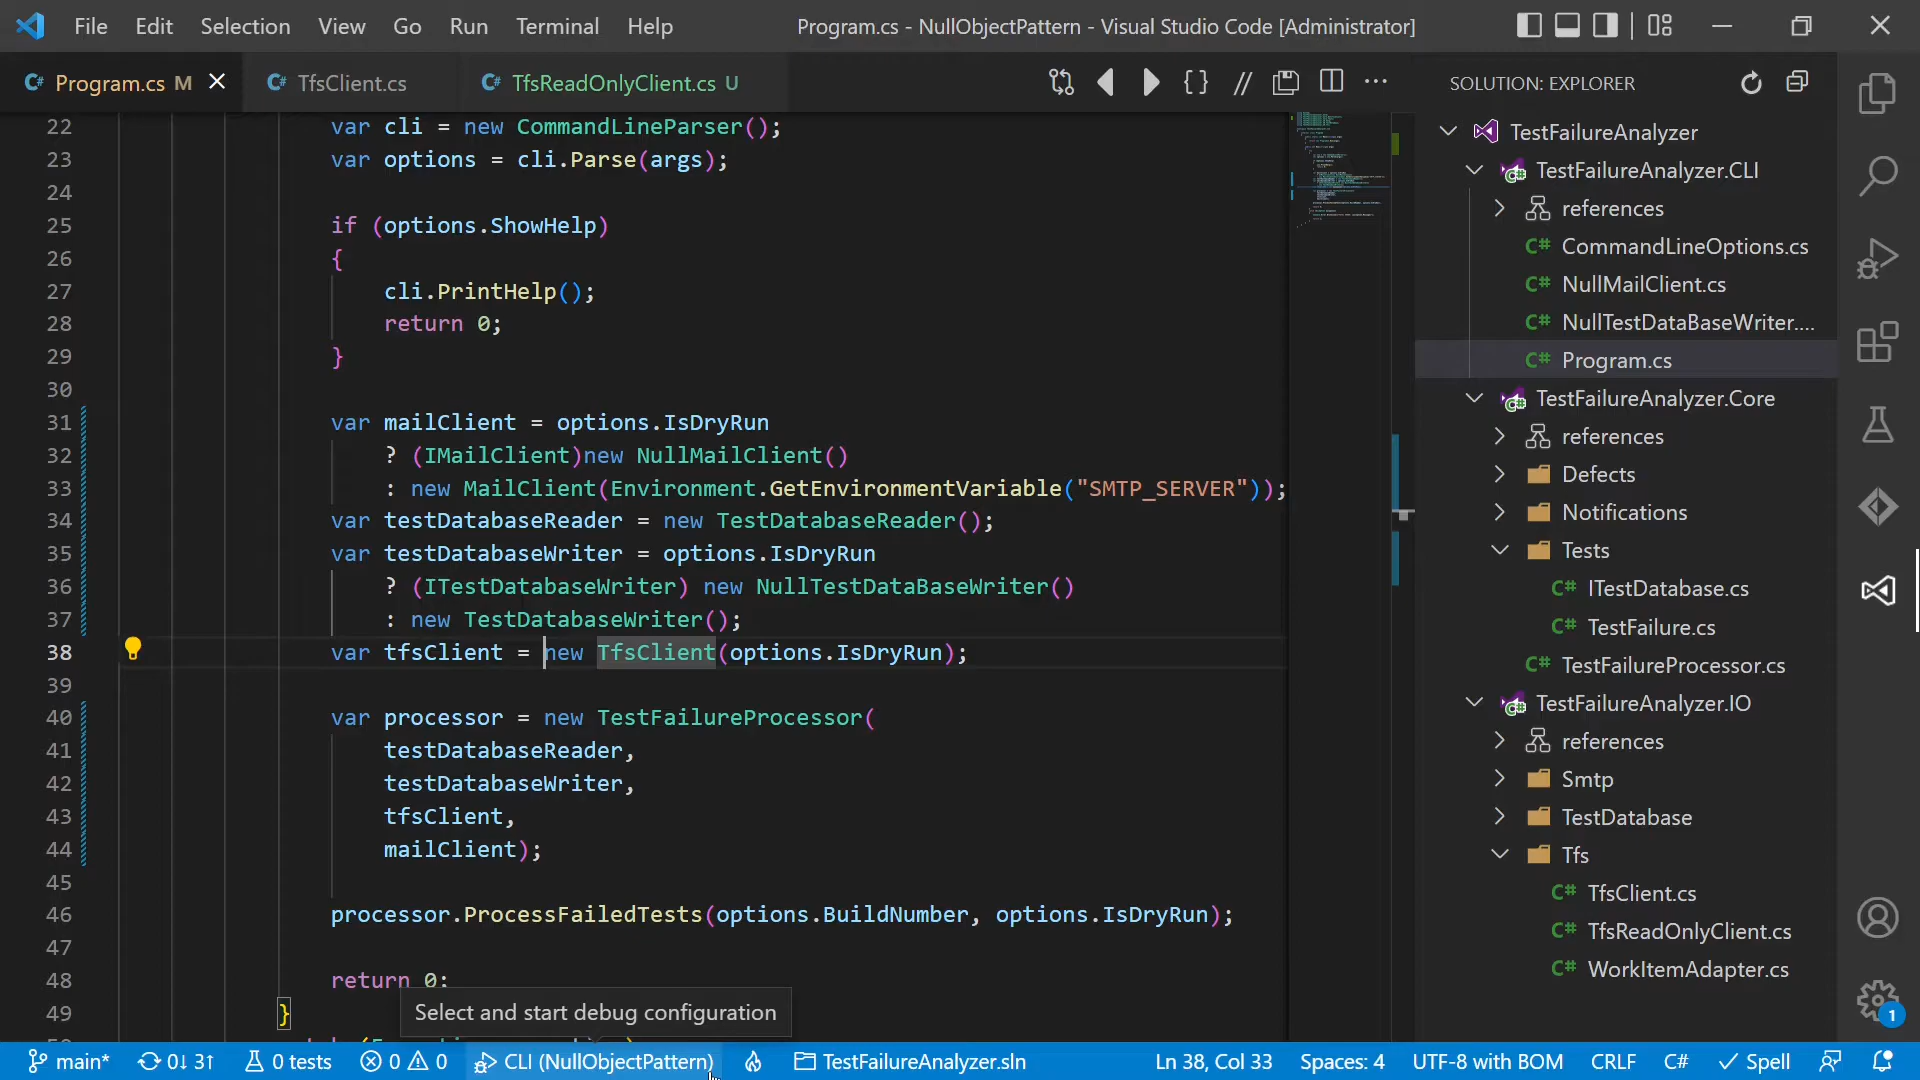 File Edit Selection View Go Run Terminal Help
Program.cs - NullObjectPattern - Visual Studio Code [Administrator]
C# Program.cs M
C# TfsClient.cs
C# TfsReadOnlyClient.cs U
22 var cli = new CommandLineParser();
23 var options = cli.Parse(args);
24
25 if (options.ShowHelp)
26 {
27 cli.PrintHelp();
28 return 0;
29 }
30
31 var mailClient = options.IsDryRun
32 ? (IMailClient)new NullMailClient()
33 : new MailClient(Environment.GetEnvironmentVariable("SMTP_SERVER"));
34 var testDatabaseReader = new TestDatabaseReader();
35 var testDatabaseWriter = options.IsDryRun
36 ? (ITestDatabaseWriter) new NullTestDataBaseWriter()
37 : new TestDatabaseWriter();
38 var tfsClient = new TfsClient(options.IsDryRun);
39
40 var processor = new TestFailureProcessor(
41 testDatabaseReader,
42 testDatabaseWriter,
43 tfsClient,
44 mailClient);
45
46 processor.ProcessFailedTests(options.BuildNumber, options.IsDryRun);
47
48 return 0;
49 }
Select and start debug configuration
SOLUTION: EXPLORER
TestFailureAnalyzer
TestFailureAnalyzer.CLI
references
C# CommandLineOptions.cs
C# NullMailClient.cs
C# NullTestDataBaseWriter....
C# Program.cs
TestFailureAnalyzer.Core
references
Defects
Notifications
Tests
C# ITestDatabase.cs
C# TestFailure.cs
C# TestFailureProcessor.cs
TestFailureAnalyzer.IO
references
Smtp
TestDatabase
Tfs
C# TfsClient.cs
C# TfsReadOnlyClient.cs
C# WorkItemAdapter.cs
1
main* 0↓ 3↑ 0 tests 0 0 CLI (NullObjectPattern) TestFailureAnalyzer.sln Ln 38, Col 33 Spaces: 4 UTF-8 with BOM CRLF C# Spell